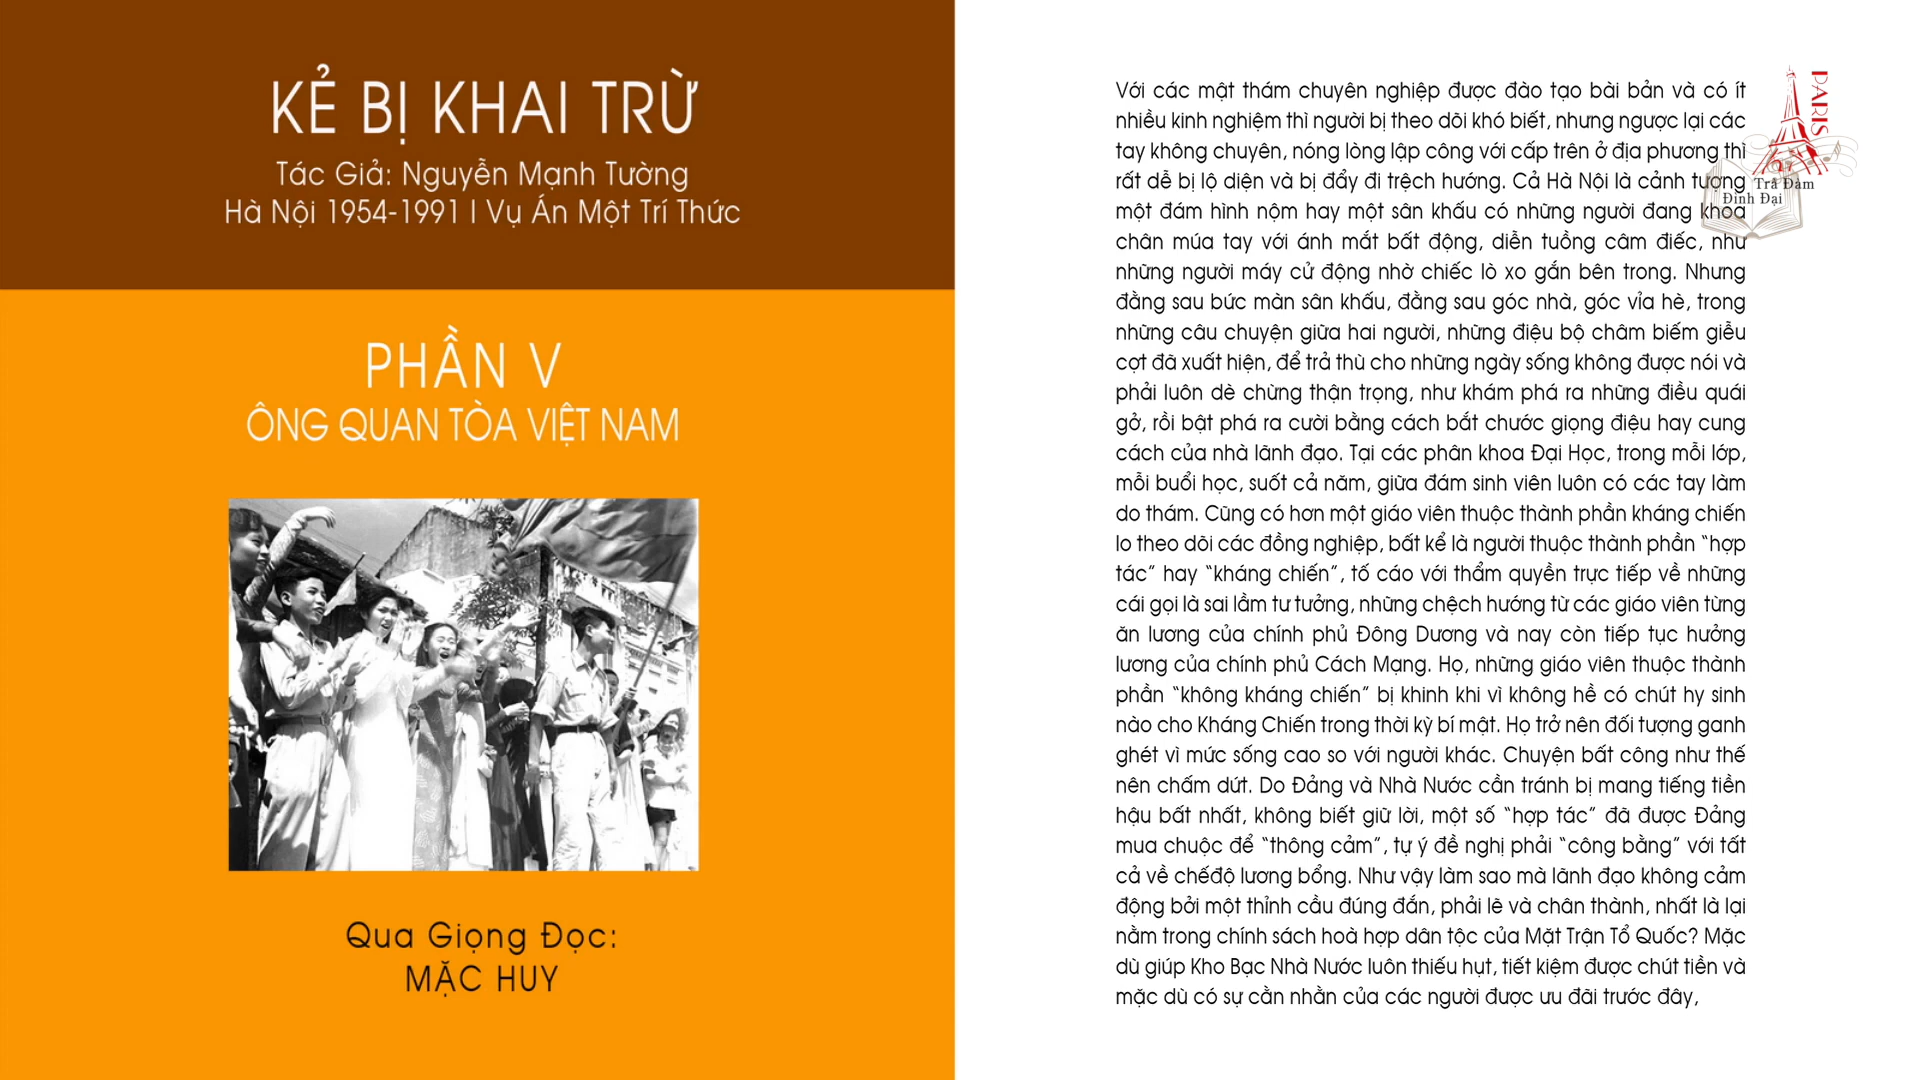 KẺ BỊ KHAI TRỪ
Tác Giả: Nguyễn Mạnh Tường
Hà Nội 1954-1991 | Vụ Án Một Trí Thức
PHẦN V
ÔNG QUAN TÒA VIỆT NAM
Qua Giọng Đọc:
MẶC HUY
Với các mật thám chuyên nghiệp được đào tạo bài bản và có ít
nhiều kinh nghiệm thì người bị theo dõi khó biết, nhưng ngược lại các
tay không chuyên, nóng lòng lập công với cấp trên ở địa phương thì
rất dễ bị lộ diện và bị đẩy đi trệch hướng. Cả Hà Nội là cảnh tượng
một đám hình nộm hay một sân khấu có những người đang khoa
chân múa tay với ánh mắt bất động, diễn tuồng câm điếc, như
những người máy cử động nhờ chiếc lò xo gắn bên trong. Nhưng
đằng sau bức màn sân khấu, đằng sau góc nhà, góc vỉa hè, trong
những câu chuyện giữa hai người, những điệu bộ châm biếm giễu
cợt đã xuất hiện, để trả thù cho những ngày sống không được nói và
phải luôn dè chừng thận trọng, như khám phá ra những điều quái
gở, rồi bật phá ra cười bằng cách bắt chước giọng điệu hay cung
cách của nhà lãnh đạo. Tại các phân khoa Đại Học, trong mỗi lớp,
mỗi buổi học, suốt cả năm, giữa đám sinh viên luôn có các tay làm
do thám. Cũng có hơn một giáo viên thuộc thành phần kháng chiến
lo theo dõi các đồng nghiệp, bất kể là người thuộc thành phần “hợp
tác” hay “kháng chiến”, tố cáo với thẩm quyền trực tiếp về những
cái gọi là sai lầm tư tưởng, những chệch hướng từ các giáo viên từng
ăn lương của chính phủ Đông Dương và nay còn tiếp tục hưởng
lương của chính phủ Cách Mạng. Họ, những giáo viên thuộc thành
phần “không kháng chiến” bị khinh khi vì không hề có chút hy sinh
nào cho Kháng Chiến trong thời kỳ bí mật. Họ trở nên đối tượng ganh
ghét vì mức sống cao so với người khác. Chuyện bất công như thế
nên chấm dứt. Do Đảng và Nhà Nước cần tránh bị mang tiếng tiền
hậu bất nhất, không biết giữ lời, một số “hợp tác” đã được Đảng
mua chuộc để “thông cảm”, tự ý đề nghị phải “công bằng” với tất
cả về chếđộ lương bổng. Như vậy làm sao mà lãnh đạo không cảm
động bởi một thỉnh cầu đúng đắn, phải lẽ và chân thành, nhất là lại
nằm trong chính sách hoà hợp dân tộc của Mặt Trận Tổ Quốc? Mặc
dù giúp Kho Bạc Nhà Nước luôn thiếu hụt, tiết kiệm được chút tiền và
mặc dù có sự cằn nhằn của các người được ưu đãi trước đây,
PARIS
Trà Đàm
Đình Đại